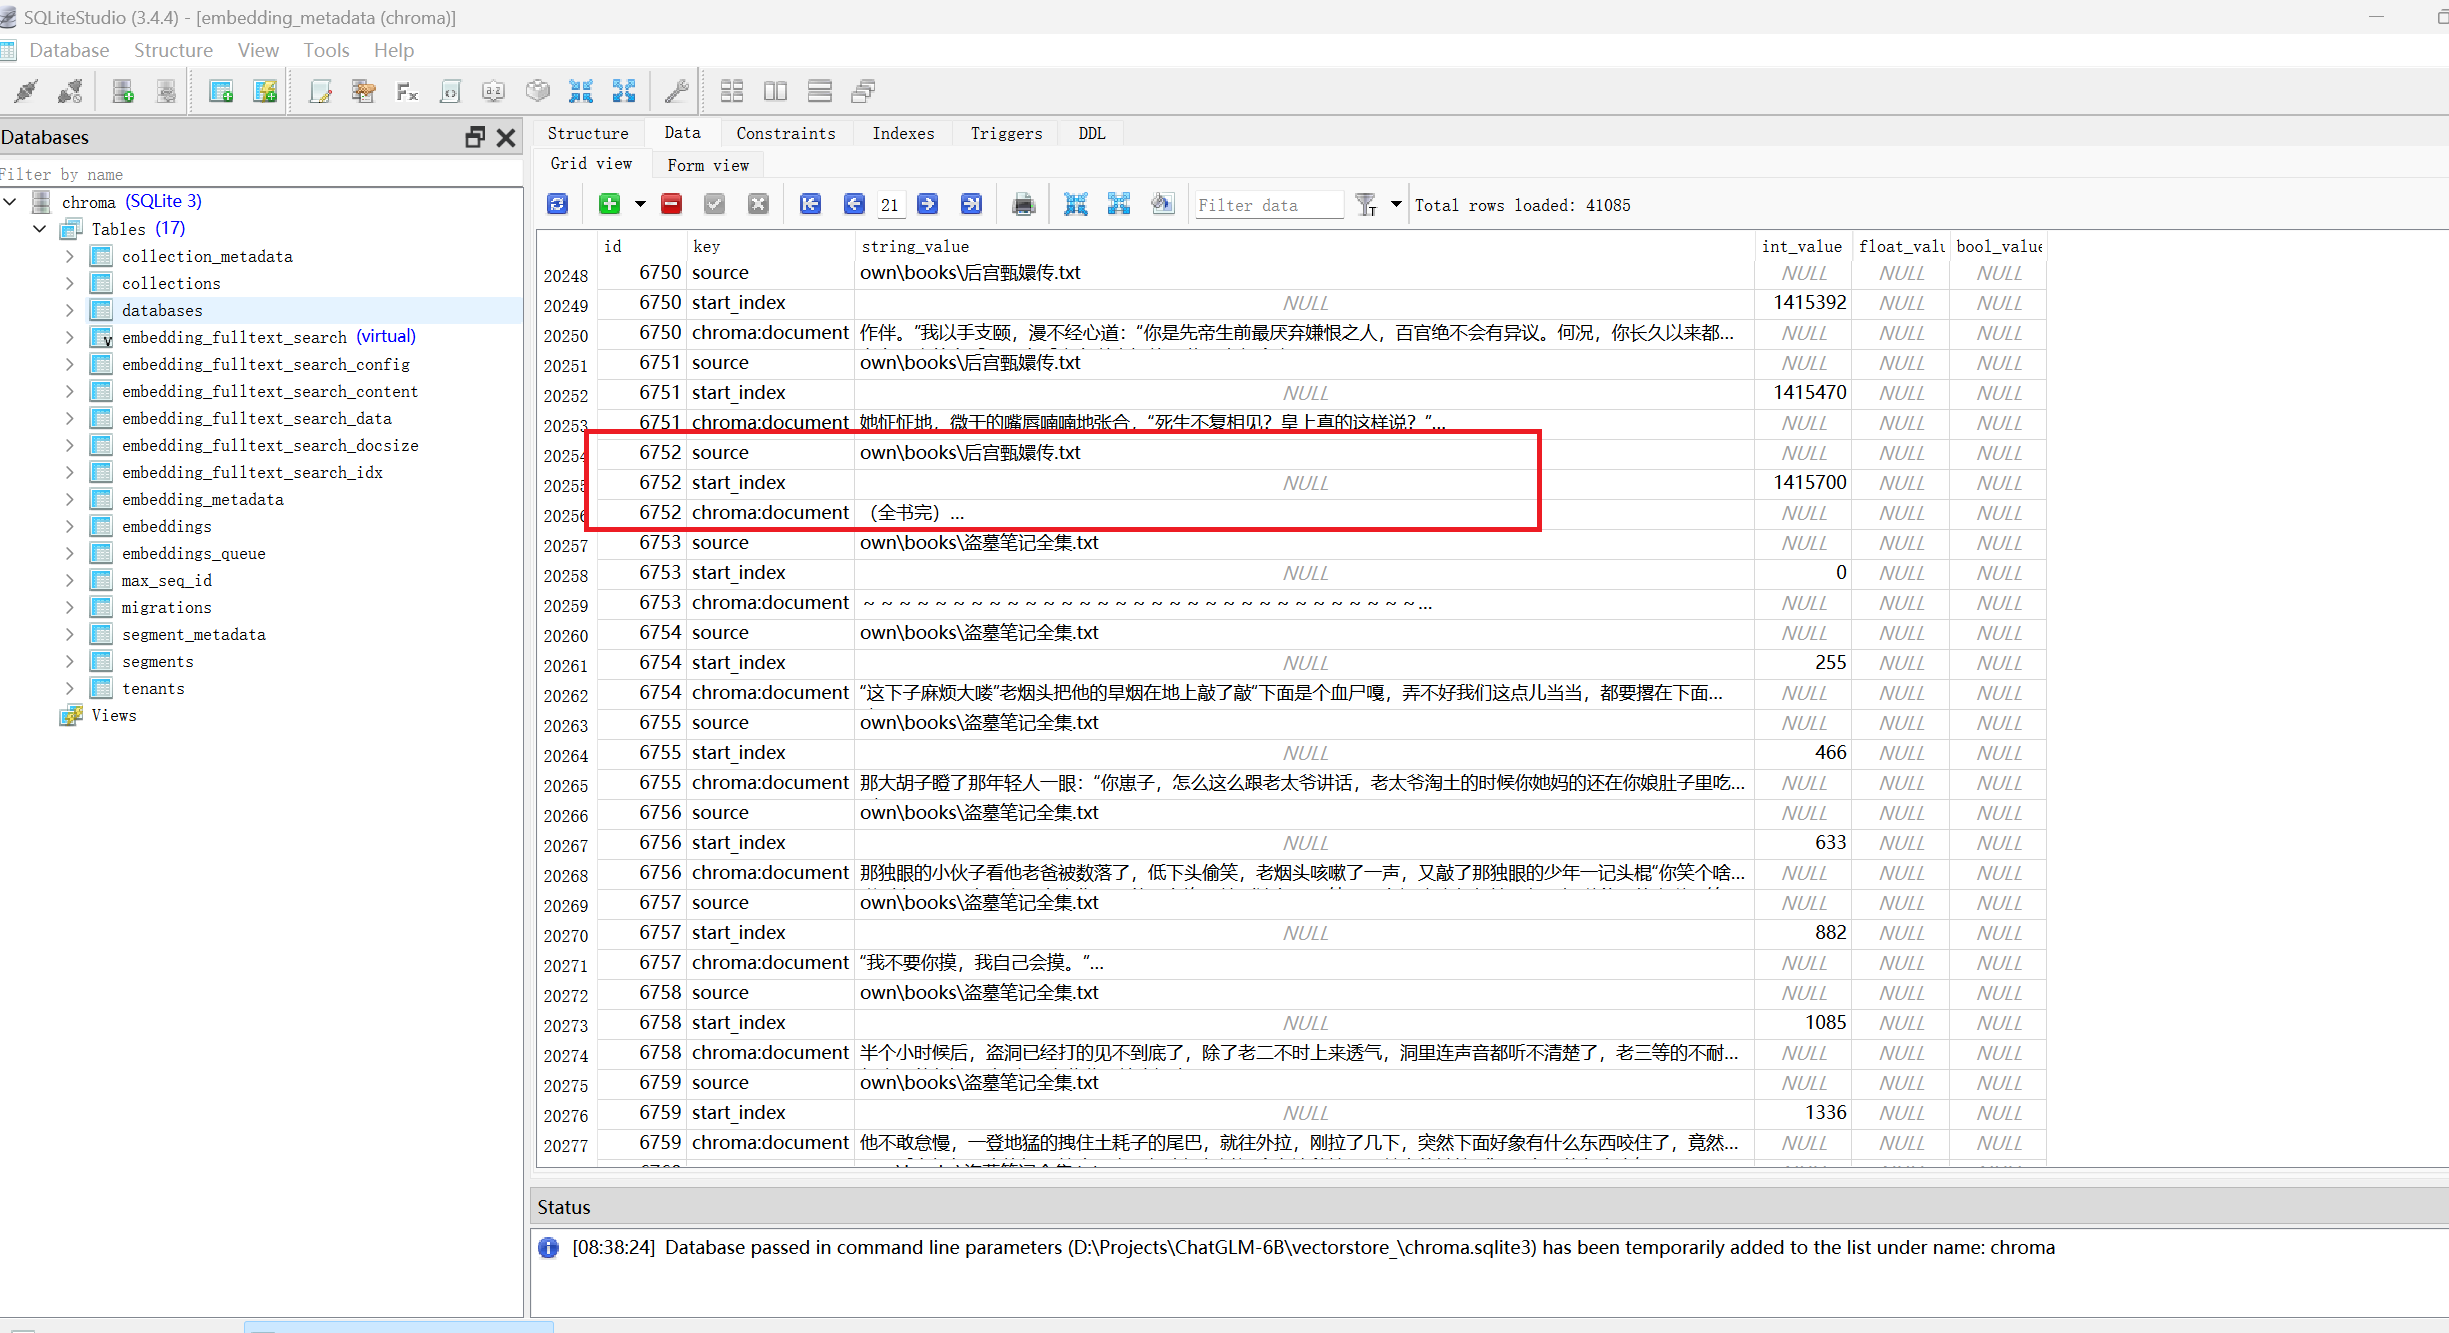 SQLiteStudio (3.4.4) - [embedding_metadata (chroma)]
Database Structure View Tools Help
Databases
Filter by name
chroma (SQLite 3)
Tables (17)
collection_metadata
collections
databases
embedding_fulltext_search (virtual)
embedding_fulltext_search_config
embedding_fulltext_search_content
embedding_fulltext_search_data
embedding_fulltext_search_docsize
embedding_fulltext_search_idx
embedding_metadata
embeddings
embeddings_queue
max_seq_id
migrations
segment_metadata
segments
tenants
Views
Structure Data Constraints Indexes Triggers DDL
Grid view Form view
21 Filter data Total rows loaded: 41085
id key string_value int_value float_valu bool_value
20248 6750 source own\books\后宫甄嬛传.txt NULL NULL NULL
20249 6750 start_index NULL 1415392 NULL NULL
20250 6750 chroma:document 作伴。“我以手支颐，漫不经心道：“你是先帝生前最厌弃嫌恨之人，百官绝不会有异议。何况，你长久以来都... NULL NULL NULL
20251 6751 source own\books\后宫甄嬛传.txt NULL NULL NULL
20252 6751 start_index NULL 1415470 NULL NULL
20253 6751 chroma:document 她怔怔地，微干的嘴唇喃喃地张合，“死生不复相见？皇上真的这样说？”... NULL NULL NULL
20254 6752 source own\books\后宫甄嬛传.txt NULL NULL NULL
20255 6752 start_index NULL 1415700 NULL NULL
20256 6752 chroma:document （全书完）... NULL NULL NULL
20257 6753 source own\books\盗墓笔记全集.txt NULL NULL NULL
20258 6753 start_index NULL 0 NULL NULL
20259 6753 chroma:document ~~~~~~~~~~~~~~~~~~~~~~~~~~~~~~~... NULL NULL NULL
20260 6754 source own\books\盗墓笔记全集.txt NULL NULL NULL
20261 6754 start_index NULL 255 NULL NULL
20262 6754 chroma:document “这下子麻烦大喽”老烟头把他的旱烟在地上敲了敲“下面是个血尸嘎，弄不好我们这点儿当当，都要撂在下面... NULL NULL NULL
20263 6755 source own\books\盗墓笔记全集.txt NULL NULL NULL
20264 6755 start_index NULL 466 NULL NULL
20265 6755 chroma:document 那大胡子瞪了那年轻人一眼：“你崽子，怎么这么跟老太爷讲话，老太爷淘土的时候你她妈的还在你娘肚子里吃... NULL NULL NULL
20266 6756 source own\books\盗墓笔记全集.txt NULL NULL NULL
20267 6756 start_index NULL 633 NULL NULL
20268 6756 chroma:document 那独眼的小伙子看他老爸被数落了，低下头偷笑，老烟头咳嗽了一声，又敲了那独眼的少年一记头棍“你笑个啥... NULL NULL NULL
20269 6757 source own\books\盗墓笔记全集.txt NULL NULL NULL
20270 6757 start_index NULL 882 NULL NULL
20271 6757 chroma:document “我不要你摸，我自己会摸。”... NULL NULL NULL
20272 6758 source own\books\盗墓笔记全集.txt NULL NULL NULL
20273 6758 start_index NULL 1085 NULL NULL
20274 6758 chroma:document 半个小时候后，盗洞已经打的见不到底了，除了老二不时上来透气，洞里连声音都听不清楚了，老三等的不耐... NULL NULL NULL
20275 6759 source own\books\盗墓笔记全集.txt NULL NULL NULL
20276 6759 start_index NULL 1336 NULL NULL
20277 6759 chroma:document 他不敢怠慢，一登地猛的拽住土耗子的尾巴，就往外拉，刚拉了几下，突然下面好象有什么东西咬住了，竟然... NULL NULL NULL
Status
[08:38:24] Database passed in command line parameters (D:\Projects\ChatGLM-6B\vectorstore_\chroma.sqlite3) has been temporarily added to the list under name: chroma